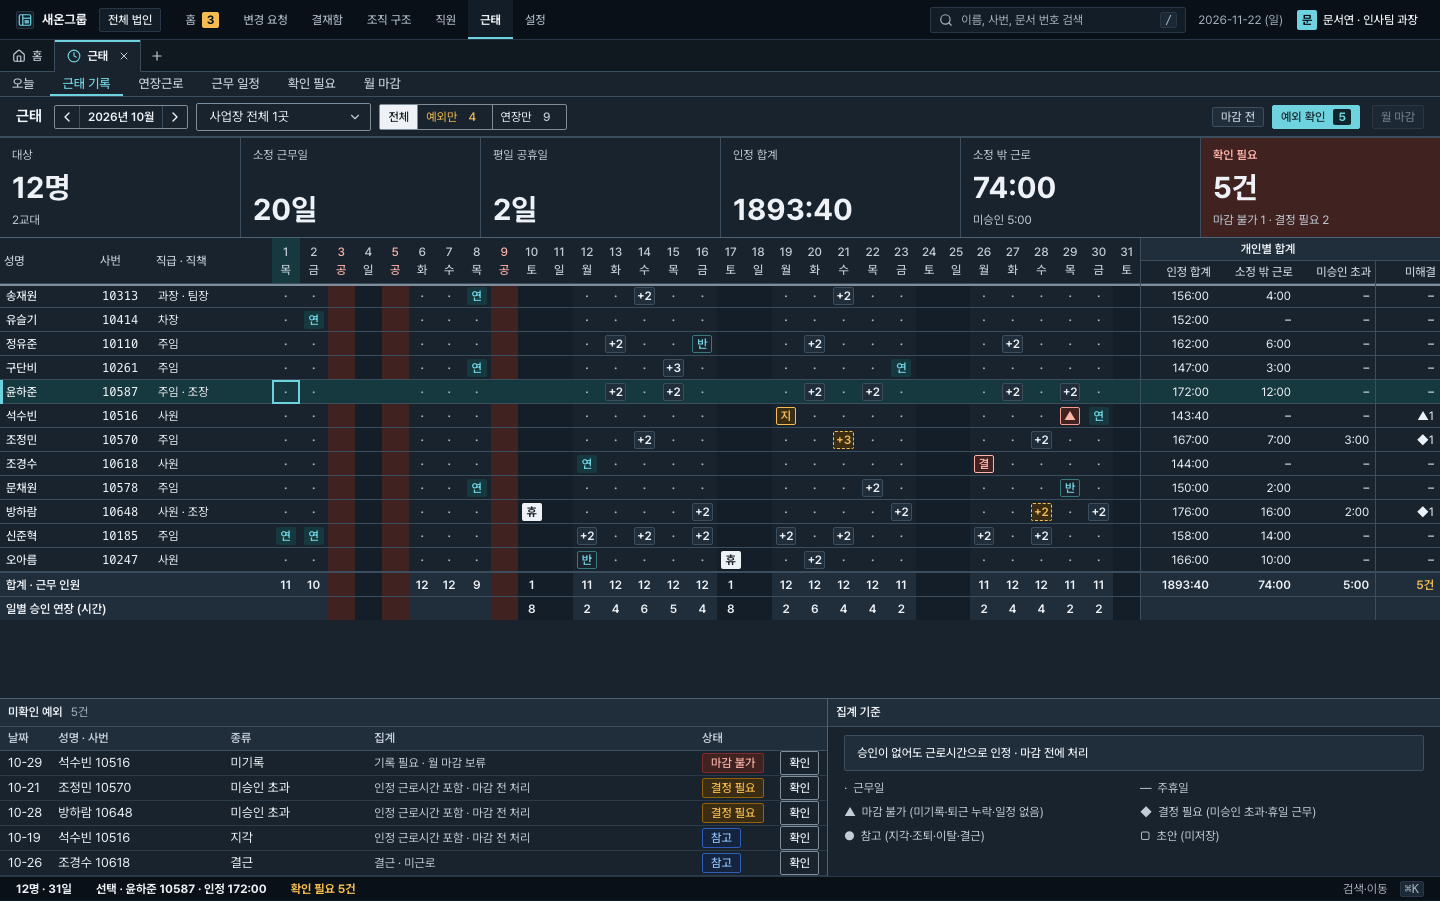 새온그룹 전체 법인 홈 3 변경 요청 결재함 조직 구조 직원 근태 설정 이름, 사번, 문서 번호 검색 / 2026-11-22 (일) 문 문서연 · 인사팀 과장
홈 근태 × +
오늘 근태 기록 연장근로 근무 일정 확인 필요 월 마감
근태 2026년 10월 사업장 전체 1곳 전체 예외만 4 연장만 9 마감 전 예외 확인 5 월 마감
대상 소정 근무일 평일 공휴일 인정 합계 소정 밖 근로 확인 필요
12명 20일 2일 1893:40 74:00 5건
2교대 미승인 5:00 마감 불가 1 · 결정 필요 2
성명 사번 직급 · 직책 1 2 3 4 5 6 7 8 9 10 11 12 13 14 15 16 17 18 19 20 21 22 23 24 25 26 27 28 29 30 31 개인별 합계
목 금 공 일 공 화 수 목 공 토 일 월 화 수 목 금 토 일 월 화 수 목 금 토 일 월 화 수 목 금 토 인정 합계 소정 밖 근로 미승인 초과 미해결
송재원 10313 과장 · 팀장 · · · · 연 · · +2 · · · · +2 · · · · · · · 156:00 4:00 – –
유슬기 10414 차장 · 연 · · · · · · · · · · · · · · · · · · 152:00 – – –
정유준 10110 주임 · · · · · · +2 · · 반 · +2 · · · · +2 · · · 162:00 6:00 – –
구단비 10261 주임 · · · · 연 · · · +3 · · · · · 연 · · · · · 147:00 3:00 – –
윤하준 10587 주임 · 조장 · · · · · · +2 · +2 · · +2 · +2 · · +2 · +2 · 172:00 12:00 – –
석수빈 10516 사원 · · · · · · · · · · 지 · · · · · · · ▲ 연 143:40 – – ▲1
조정민 10570 주임 · · · · · · · +2 · · · · +3 · · · · +2 · · 167:00 7:00 3:00 ◆1
조경수 10618 사원 · · · · · 연 · · · · · · · · · 결 · · · · 144:00 – – –
문채원 10578 주임 · · · · 연 · · · · · · · · +2 · · · · 반 · 150:00 2:00 – –
방하람 10648 사원 · 조장 · · · · · 휴 · · · · +2 · · · · +2 · · +2 · +2 176:00 16:00 2:00 ◆1
신준혁 10185 주임 연 연 · · · +2 · +2 · +2 +2 · +2 · · +2 · +2 · · 158:00 14:00 – –
오아름 10247 사원 · · · · · 반 · · · · 휴 · +2 · · · · · · · · 166:00 10:00 – –
합계 · 근무 인원 11 10 12 12 9 1 11 12 12 12 12 1 12 12 12 12 11 11 12 12 11 11 1893:40 74:00 5:00 5건
일별 승인 연장 (시간) 8 2 4 6 5 4 8 2 6 4 4 2 2 4 4 2 2
미확인 예외 5건
날짜 성명 · 사번 종류 집계 상태
10-29 석수빈 10516 미기록 기록 필요 · 월 마감 보류 마감 불가 확인
10-21 조정민 10570 미승인 초과 인정 근로시간 포함 · 마감 전 처리 결정 필요 확인
10-28 방하람 10648 미승인 초과 인정 근로시간 포함 · 마감 전 처리 결정 필요 확인
10-19 석수빈 10516 지각 인정 근로시간 포함 · 마감 전 처리 참고 확인
10-26 조경수 10618 결근 결근 · 미근로 참고 확인
집계 기준
승인이 없어도 근로시간으로 인정 · 마감 전에 처리
· 근무일 — 주휴일
▲ 마감 불가 (미기록·퇴근 누락·일정 없음) ◆ 결정 필요 (미승인 초과·휴일 근무)
● 참고 (지각·조퇴·이탈·결근) ▢ 초안 (미저장)
12명 · 31일 선택 · 윤하준 10587 · 인정 172:00 확인 필요 5건 검색·이동 ⌘K